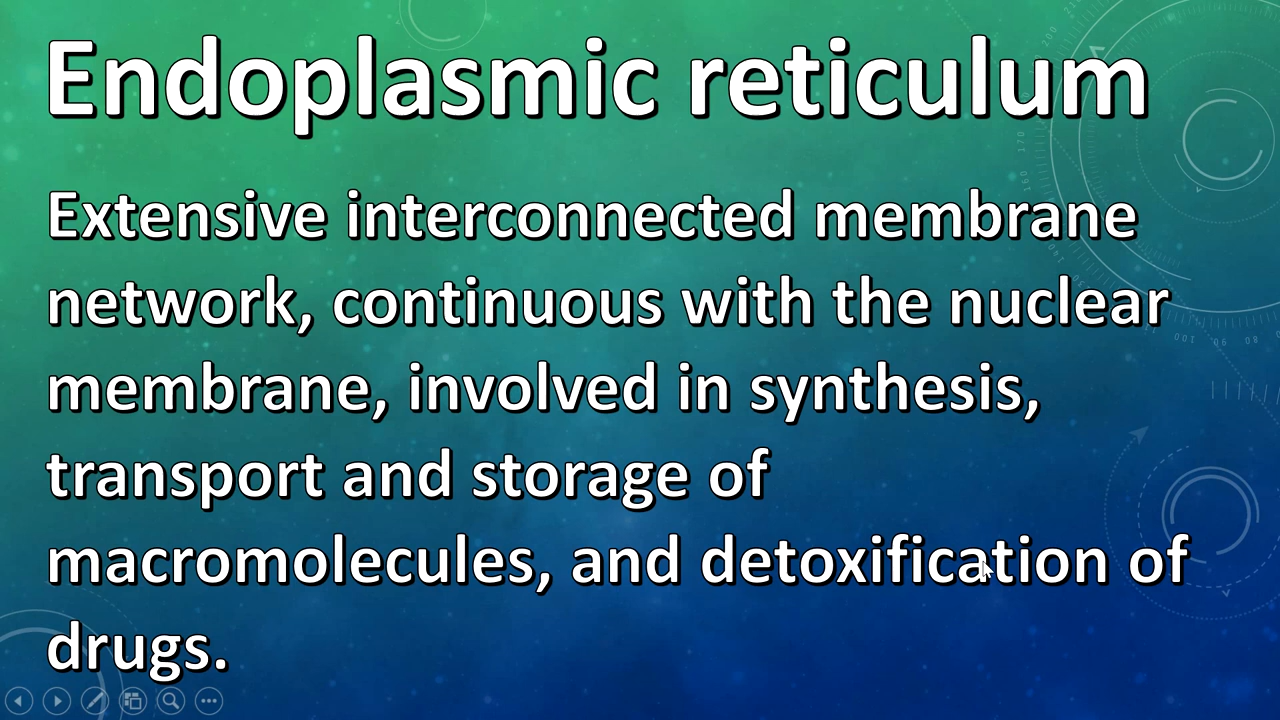 Endoplasmic reticulum
Extensive interconnected membrane
network, continuous with the nuclear
membrane, involved in synthesis,
transport and storage of
macromolecules, and detoxification of
drugs.